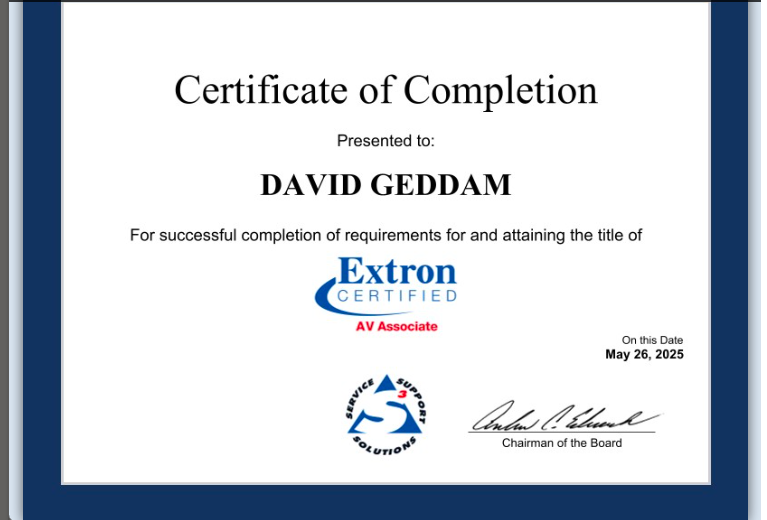 Certificate of Completion
Presented to:
DAVID GEDDAM
For successful completion of requirements for and attaining the title of
Extron
CERTIFIED
AV Associate
On this Date
May 26, 2025
SERVICE SUPPORT SOLUTIONS
S3
Chairman of the Board